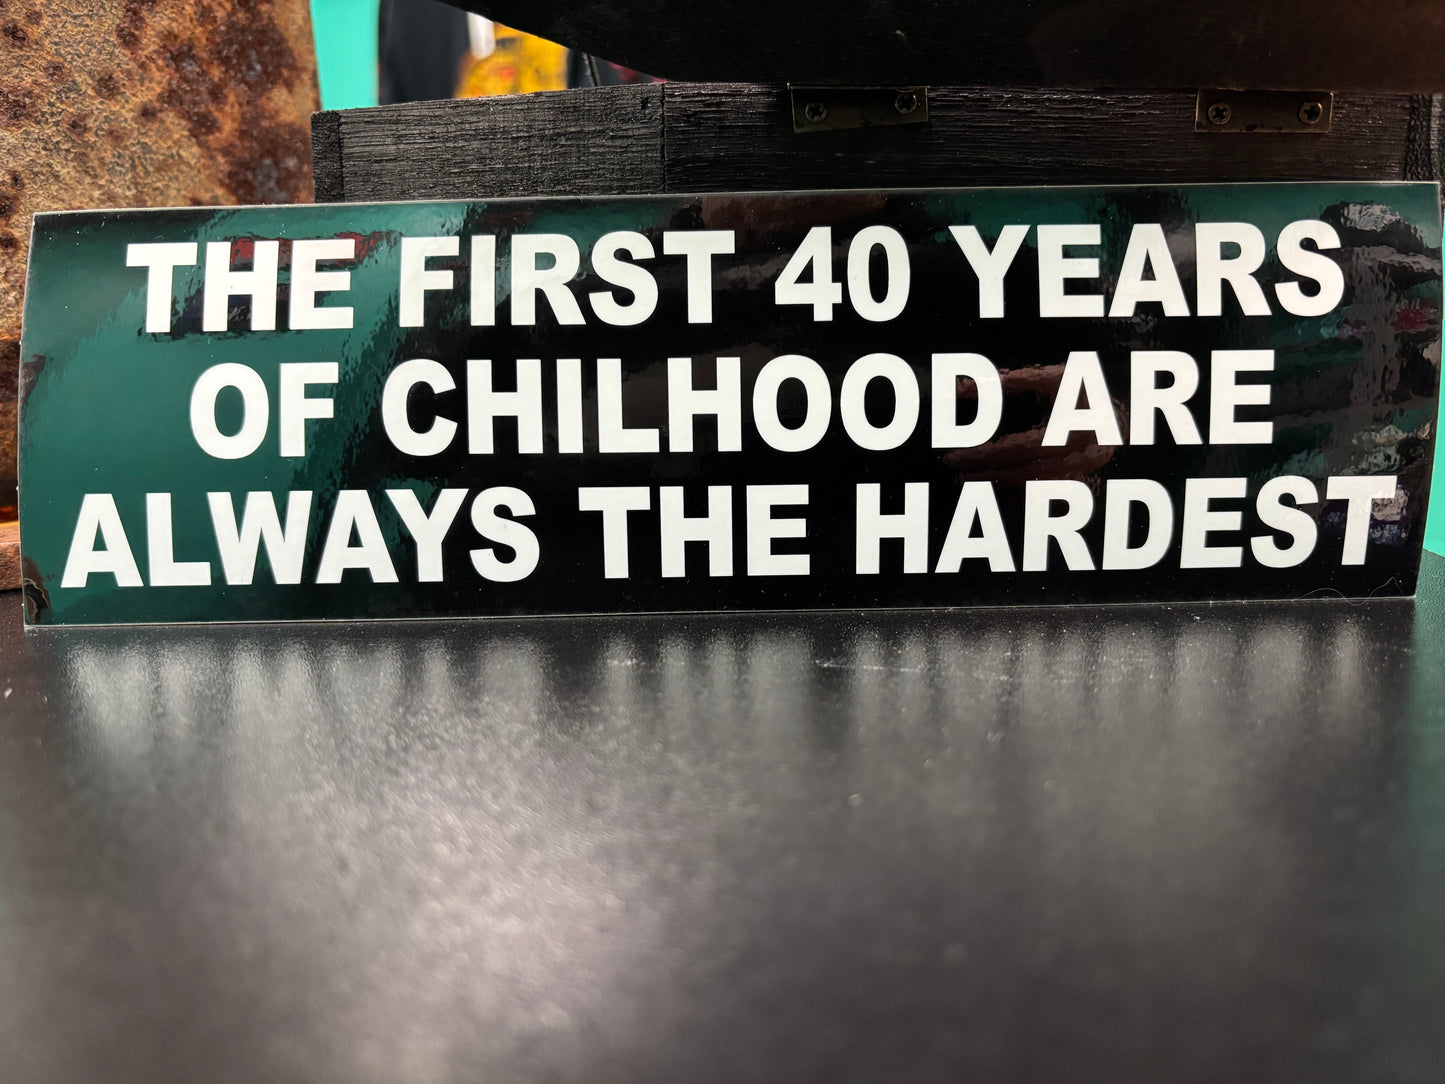 THE FIRST 40 YEARS
OF CHILHOOD ARE
ALWAYS THE HARDEST